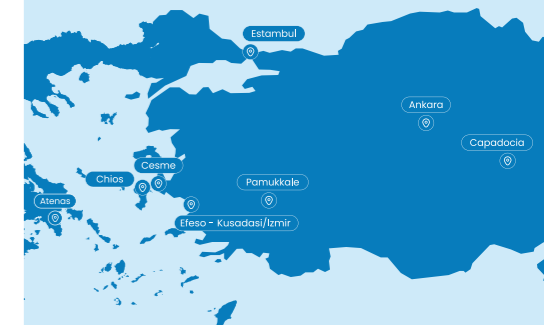 Estambul
Ankara
Capadocia
Cesme
Chios
Pamukkale
Atenas
Efeso - Kusadasi/Izmir